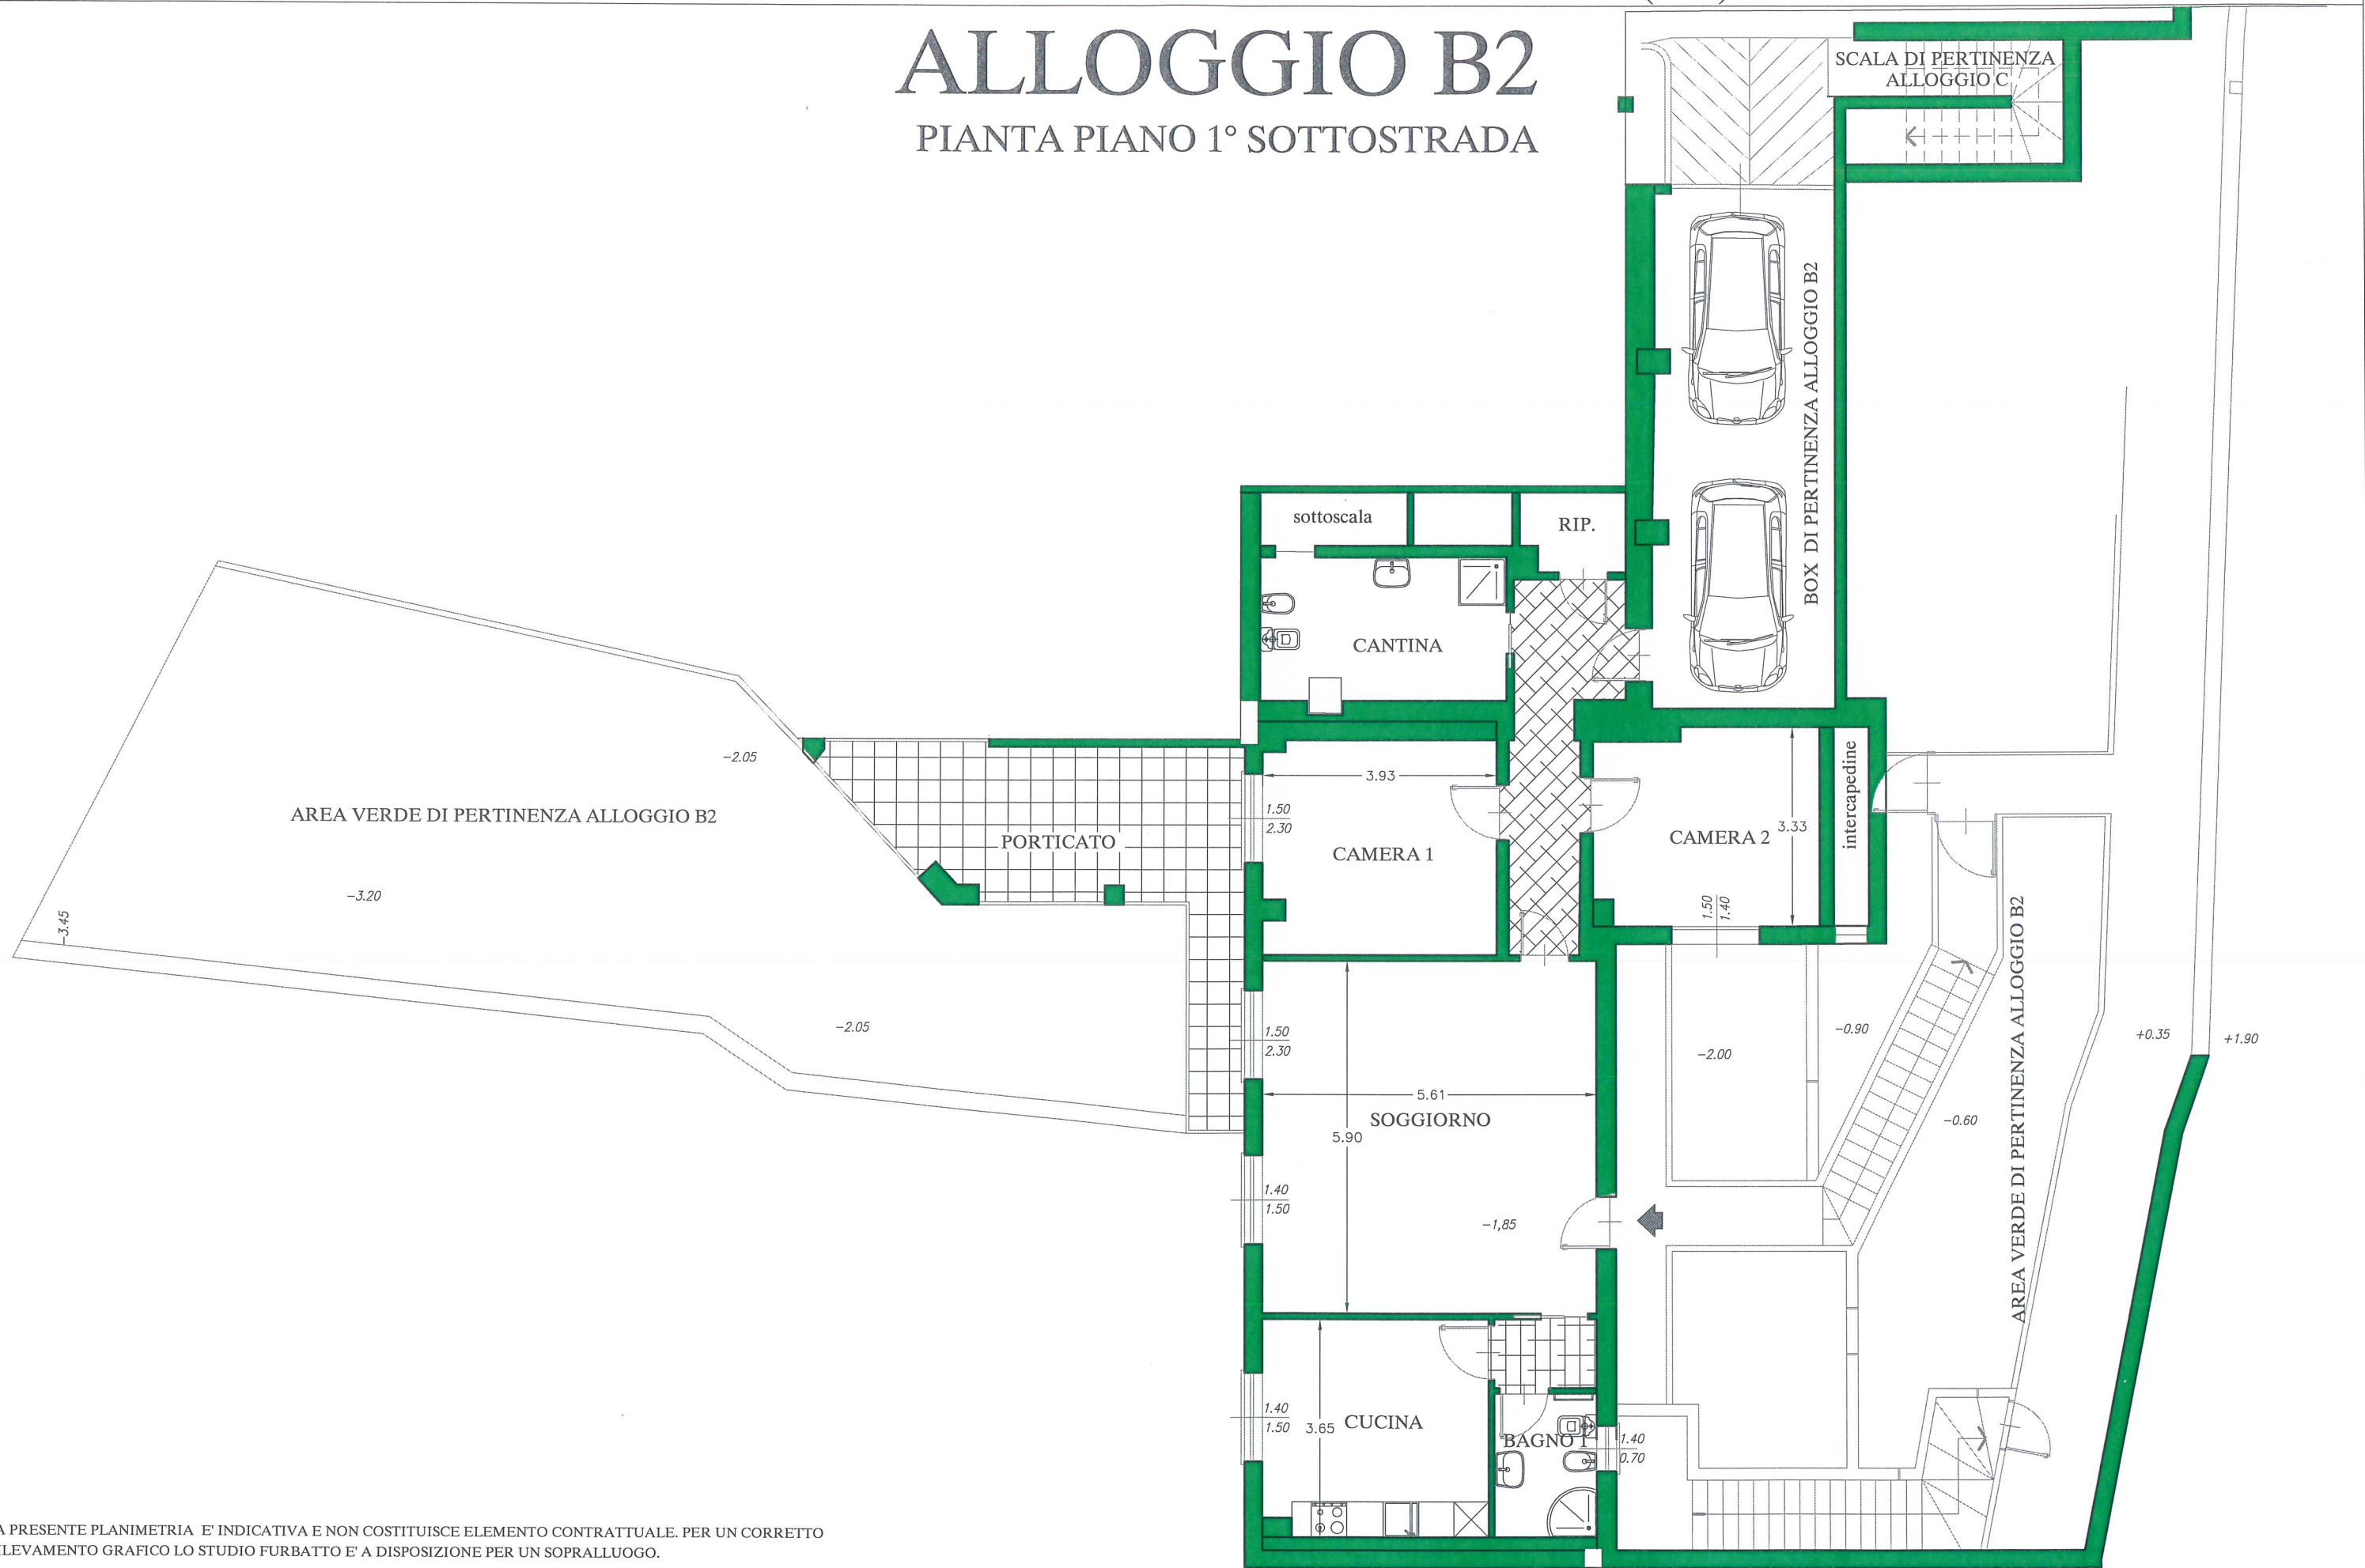 ALLOGGIO B2
PIANTA PIANO 1° SOTTOSTRADA
SCALA DI PERTINENZA
ALLOGGIO C
BOX DI PERTINENZA ALLOGGIO B2
sottoscala
RIP.
CANTINA
-2.05
AREA VERDE DI PERTINENZA ALLOGGIO B2
-3.20
-3.45
-2.05
PORTICATO
1.50
2.30
3.93
CAMERA 1
CAMERA 2
3.33
1.50
1.40
intercapedine
1.50
2.30
5.61
SOGGIORNO
5.90
1.40
1.50
-1,85
-2.00
-0.90
-0.60
AREA VERDE DI PERTINENZA ALLOGGIO B2
+0.35
+1.90
1.40
1.50
3.65
CUCINA
BAGNO 1
1.40
0.70
A PRESENTE PLANIMETRIA E' INDICATIVA E NON COSTITUISCE ELEMENTO CONTRATTUALE. PER UN CORRETTO
ILEVAMENTO GRAFICO LO STUDIO FURBATTO E' A DISPOSIZIONE PER UN SOPRALLUOGO.